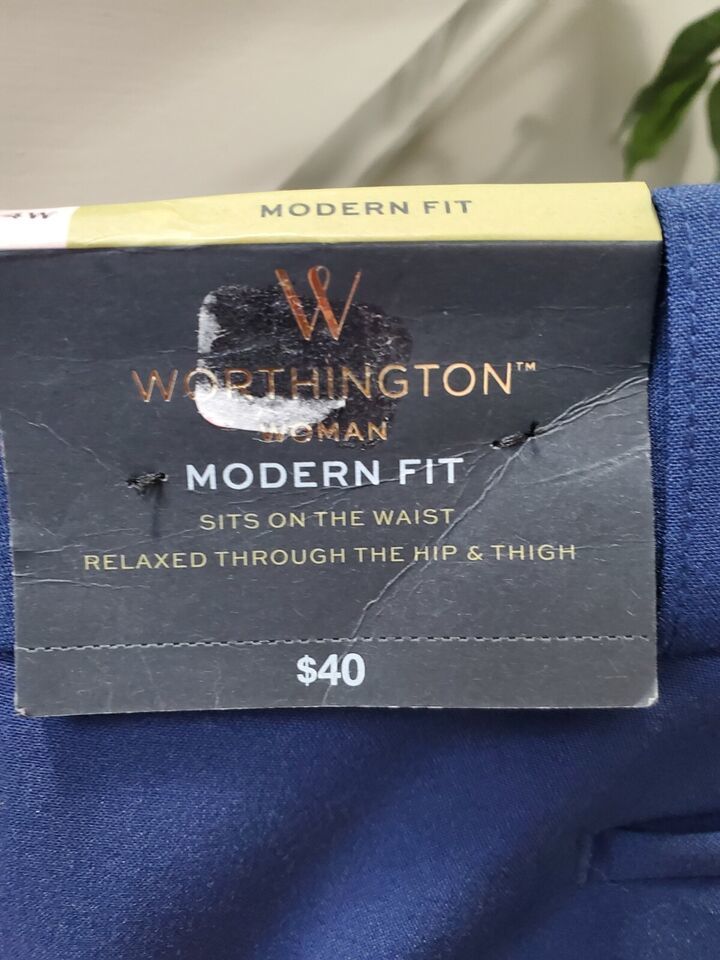 MODERN FIT
W
WORTHINGTON™
WOMAN
MODERN FIT
SITS ON THE WAIST
RELAXED THROUGH THE HIP & THIGH
$40